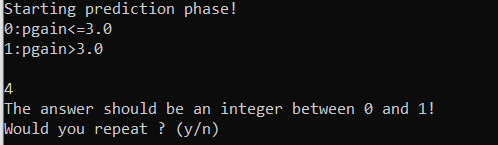 Starting prediction phase!
0:pgain<=3.0
1:pgain>3.0
4
The answer should be an integer between 0 and 1!
Would you repeat ? (y/n)